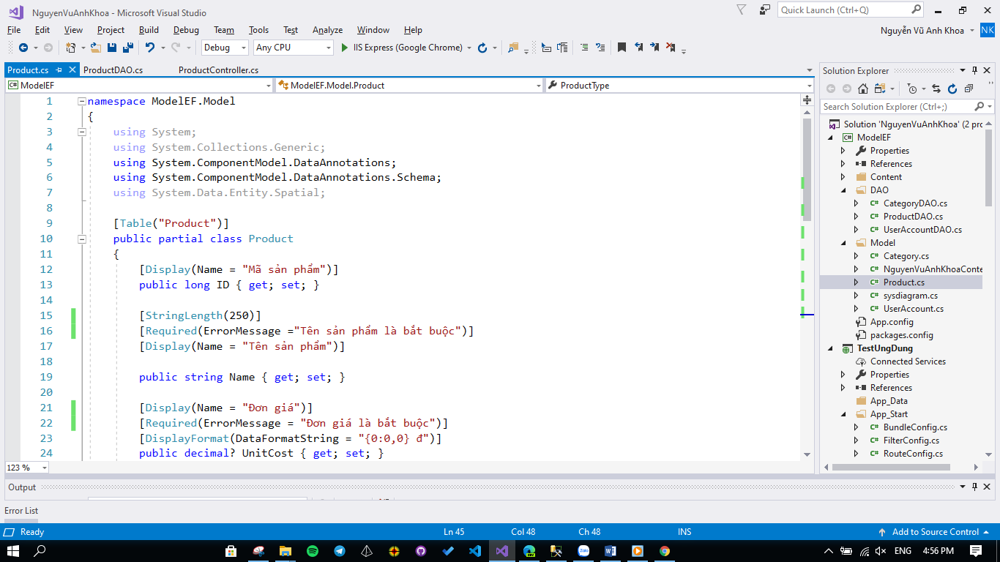 NguyenVuAnhKhoa - Microsoft Visual Studio
Quick Launch (Ctrl+Q)
File Edit View Project Build Debug Team Tools Test Analyze Window Help
Nguyễn Vũ Anh Khoa NK
Debug Any CPU IIS Express (Google Chrome)
Product.cs ProductDAO.cs ProductController.cs
C# ModelEF ModelEF.Model.Product ProductType
1 namespace ModelEF.Model
2 {
3 using System;
4 using System.Collections.Generic;
5 using System.ComponentModel.DataAnnotations;
6 using System.ComponentModel.DataAnnotations.Schema;
7 using System.Data.Entity.Spatial;
8
9 [Table("Product")]
10 public partial class Product
11 {
12 [Display(Name = "Mã sản phẩm")]
13 public long ID { get; set; }
14
15 [StringLength(250)]
16 [Required(ErrorMessage ="Tên sản phẩm là bắt buộc")]
17 [Display(Name = "Tên sản phẩm")]
18
19 public string Name { get; set; }
20
21 [Display(Name = "Đơn giá")]
22 [Required(ErrorMessage = "Đơn giá là bắt buộc")]
23 [DisplayFormat(DataFormatString = "{0:0,0} đ")]
24 public decimal? UnitCost { get; set; }
123 %
Solution Explorer
Search Solution Explorer (Ctrl+;)
Solution 'NguyenVuAnhKhoa' (2 prc
C# ModelEF
Properties
References
Content
DAO
C# CategoryDAO.cs
C# ProductDAO.cs
C# UserAccountDAO.cs
Model
C# Category.cs
C# NguyenVuAnhKhoaConte
C# Product.cs
C# sysdiagram.cs
C# UserAccount.cs
App.config
packages.config
TestUngDung
Connected Services
Properties
References
App_Data
App_Start
C# BundleConfig.cs
C# FilterConfig.cs
C# RouteConfig.cs
Output
Error List
Ready Ln 45 Col 48 Ch 48 INS Add to Source Control
DEV Zalo ENG 4:56 PM